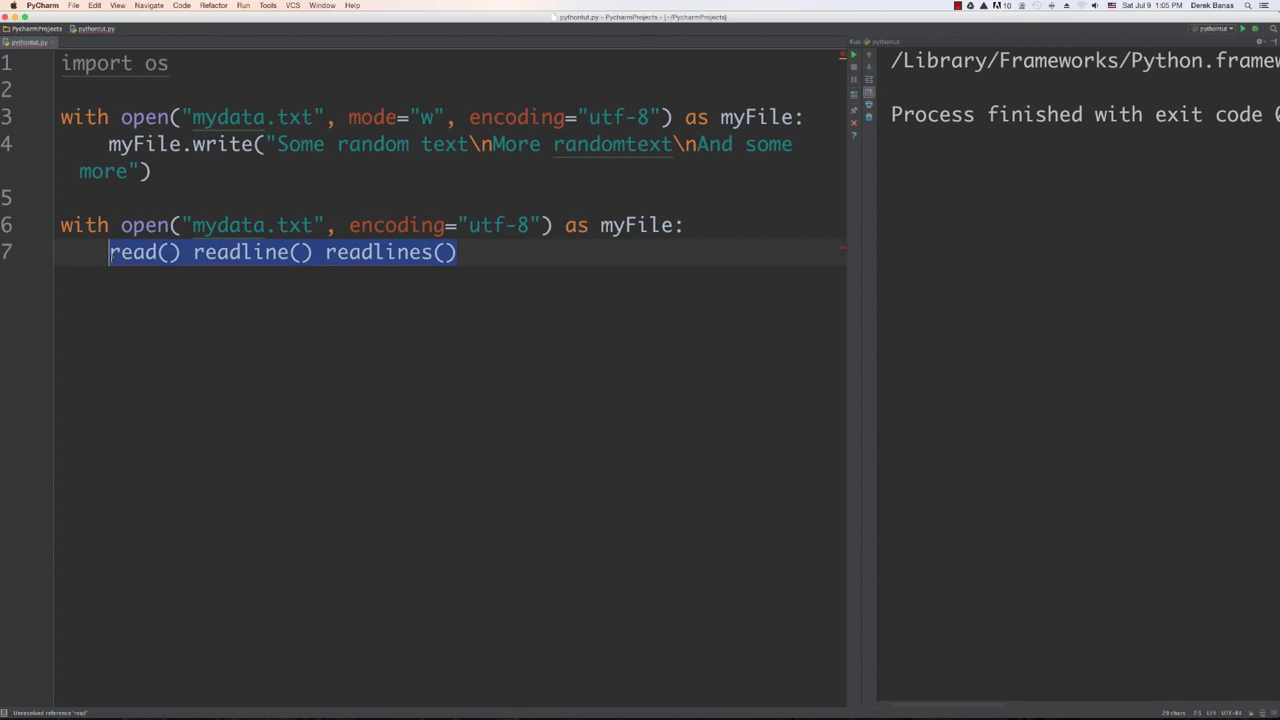 PyCharm File Edit View Navigate Code Refactor Run Tools VCS Window Help 10 Sat Jul 9 1:05 PM Derek Banas
pythontut.py - PycharmProjects - [~/PycharmProjects]
PycharmProjects pythontut.py pythontut
pythontut.py Run pythontut
1 import os
2
3 with open("mydata.txt", mode="w", encoding="utf-8") as myFile:
4 myFile.write("Some random text\nMore randomtext\nAnd some
more")
5
6 with open("mydata.txt", encoding="utf-8") as myFile:
7 read() readline() readlines()
/Library/Frameworks/Python.framew
Process finished with exit code
Unresolved reference 'read' 29 chars 7:5 LF UTF-8